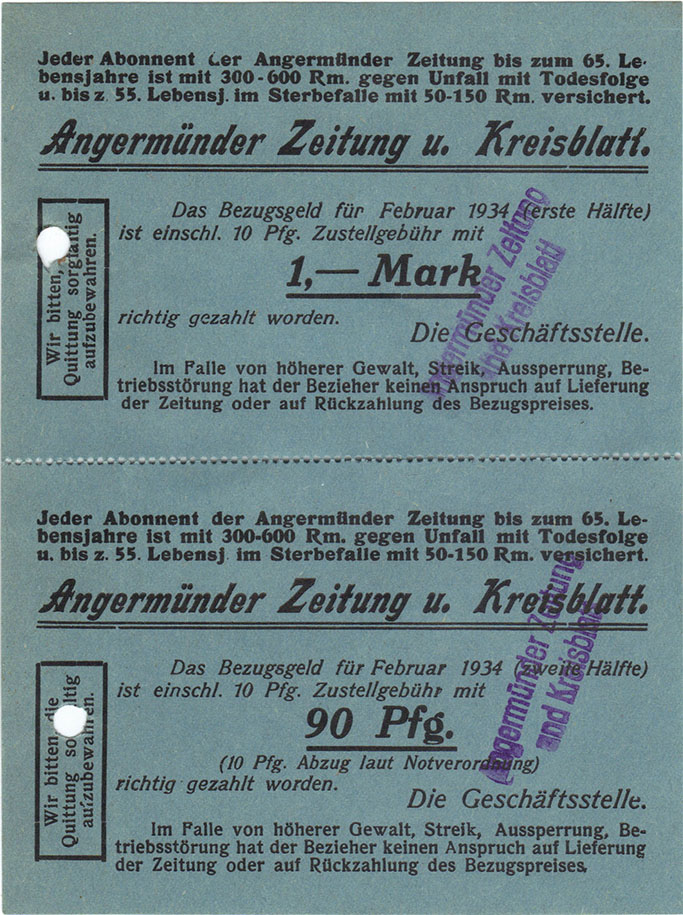 Jeder Abonnent der Angermünder Zeitung bis zum 65. Le-
bensjahre ist mit 300-600 Rm. gegen Unfall mit Todesfolge
u. bis z. 55. Lebensj. im Sterbefalle mit 50-150 Rm. versichert.
Angermünder Zeitung u. Kreisblatt.
Wir bitten,
Quittung sorgfältig
aufzubewahren.
Das Bezugsgeld für Februar 1934 (erste Hälfte)
ist einschl. 10 Pfg. Zustellgebühr mit
1,— Mark
richtig gezahlt worden.
Die Geschäftsstelle.
Im Falle von höherer Gewalt, Streik, Aussperrung, Be-
triebsstörung hat der Bezieher keinen Anspruch auf Lieferung
der Zeitung oder auf Rückzahlung des Bezugspreises.
Angermünder Zeitung
und Kreisblatt
Jeder Abonnent der Angermünder Zeitung bis zum 65. Le-
bensjahre ist mit 300-600 Rm. gegen Unfall mit Todesfolge
u. bis z. 55. Lebensj im Sterbefalle mit 50-150 Rm. versichert.
Angermünder Zeitung u. Kreisblatt.
Wir bitten, die
Quittung sorgfältig
aufzubewahren.
Das Bezugsgeld für Februar 1934 (zweite Hälfte)
ist einschl. 10 Pfg. Zustellgebühr mit
90 Pfg.
(10 Pfg. Abzug laut Notverordnung)
richtig gezahlt worden.
Die Geschäftsstelle.
Im Falle von höherer Gewalt, Streik, Aussperrung, Be-
triebsstörung hat der Bezieher keinen Anspruch auf Lieferung
der Zeitung oder auf Rückzahlung des Bezugspreises.
Angermünder Zeitung
und Kreisblatt